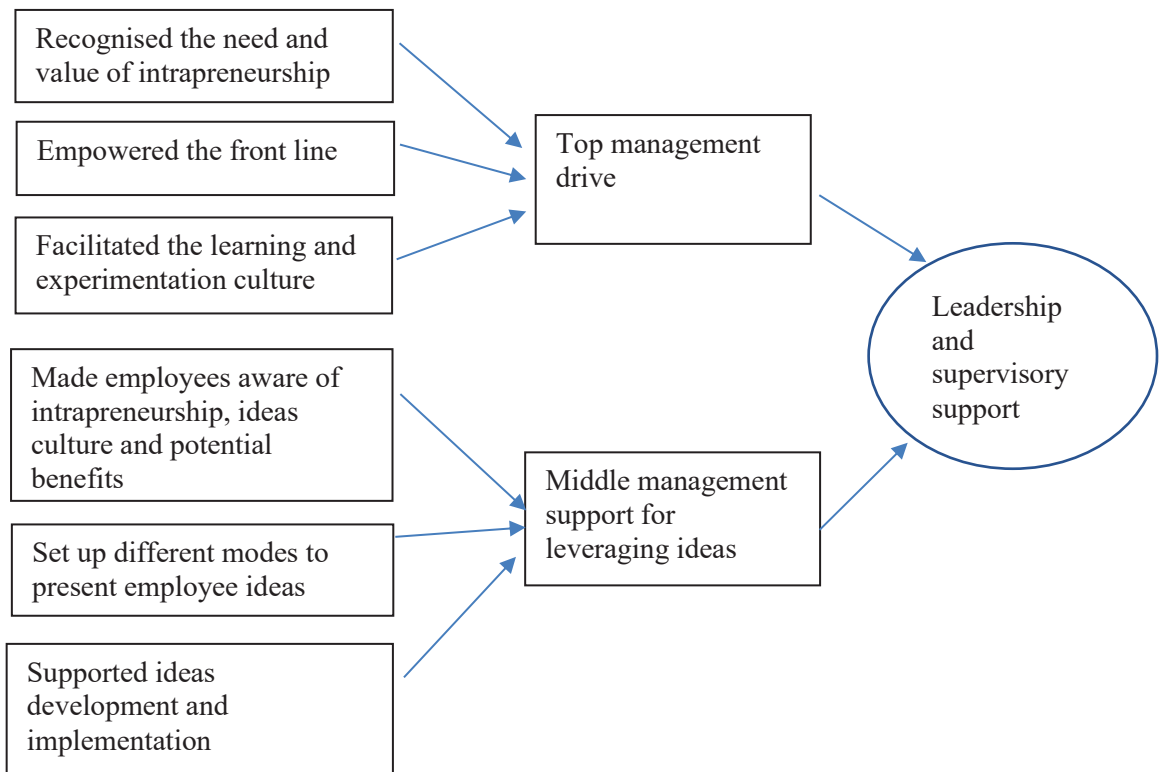 Recognised the need and
value of intrapreneurship
Empowered the front line
Facilitated the learning and
experimentation culture
Top management
drive
Made employees aware of
intrapreneurship, ideas
culture and potential
benefits
Set up different modes to
present employee ideas
Supported ideas
development and
implementation
Middle management
support for
leveraging ideas
Leadership
and
supervisory
support